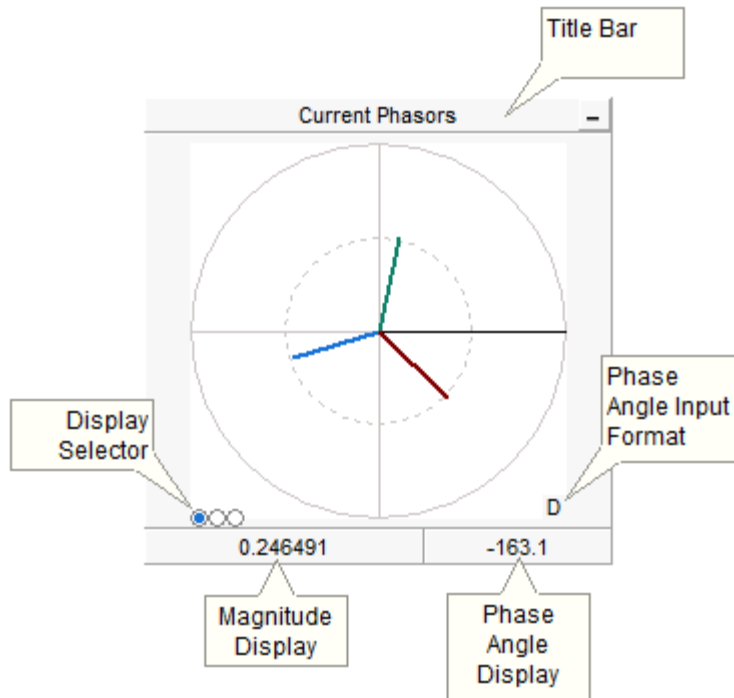 Title Bar
Current Phasors
Phase
Angle Input
Format
Display
Selector
D
0.246491
-163.1
Magnitude
Display
Phase
Angle
Display